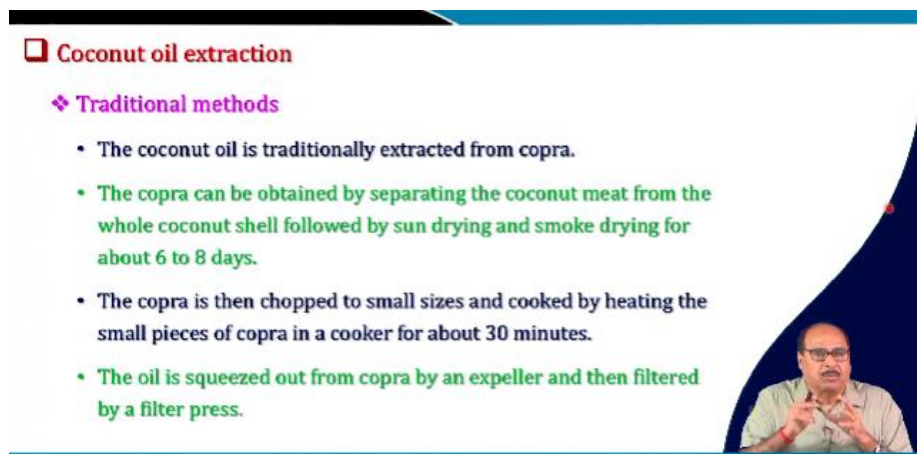 Coconut oil extraction
Traditional methods
• The coconut oil is traditionally extracted from copra.
• The copra can be obtained by separating the coconut meat from the
whole coconut shell followed by sun drying and smoke drying for
about 6 to 8 days.
• The copra is then chopped to small sizes and cooked by heating the
small pieces of copra in a cooker for about 30 minutes.
• The oil is squeezed out from copra by an expeller and then filtered
by a filter press.